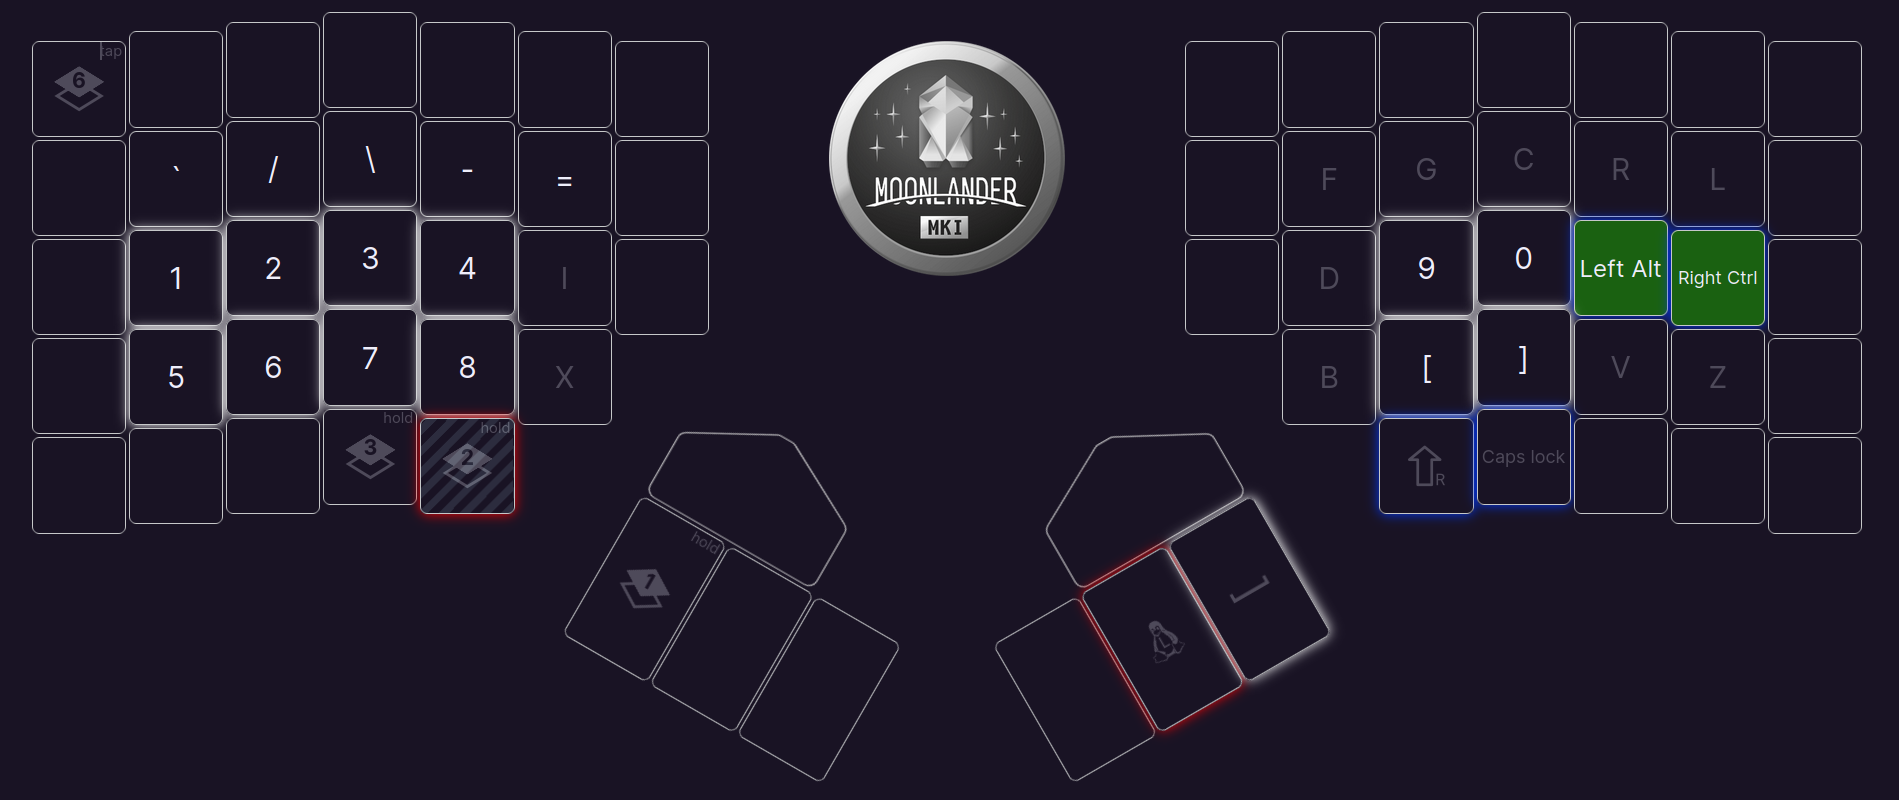 tap
6
` / \ - =
F G C R L
1 2 3 4 I
D 9 0 Left Alt Right Ctrl
5 6 7 8 X
B [ ] V Z
hold
3
hold
2
R
Caps lock
hold
1
MOONLANDER
MKI